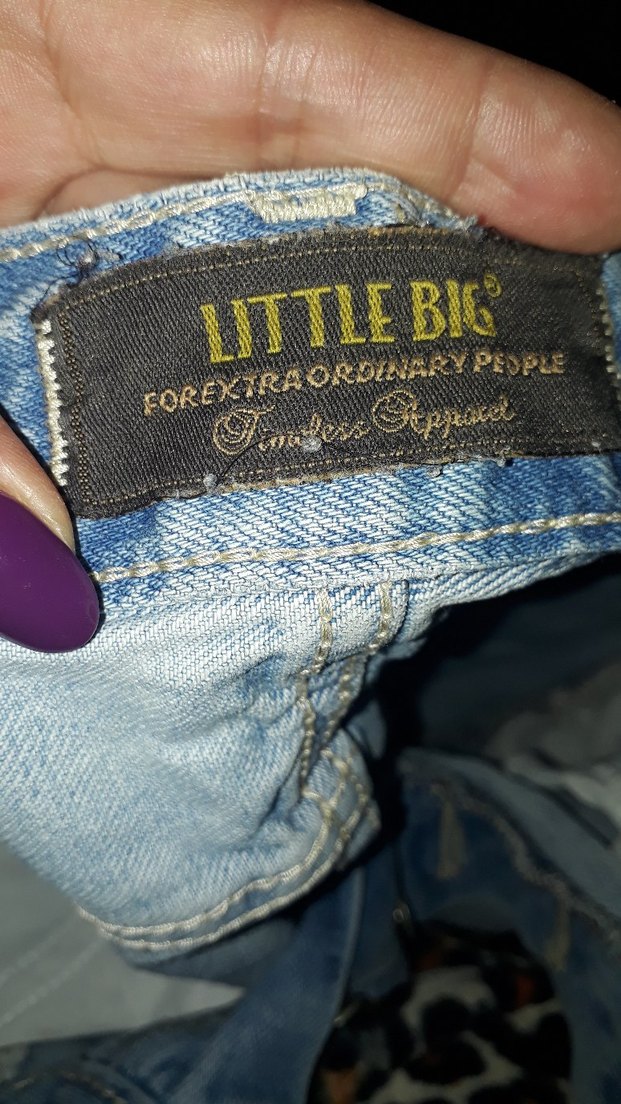 LITTLE BIG®
FOREXTRAORDINARY PEOPLE
Timeless Apparel